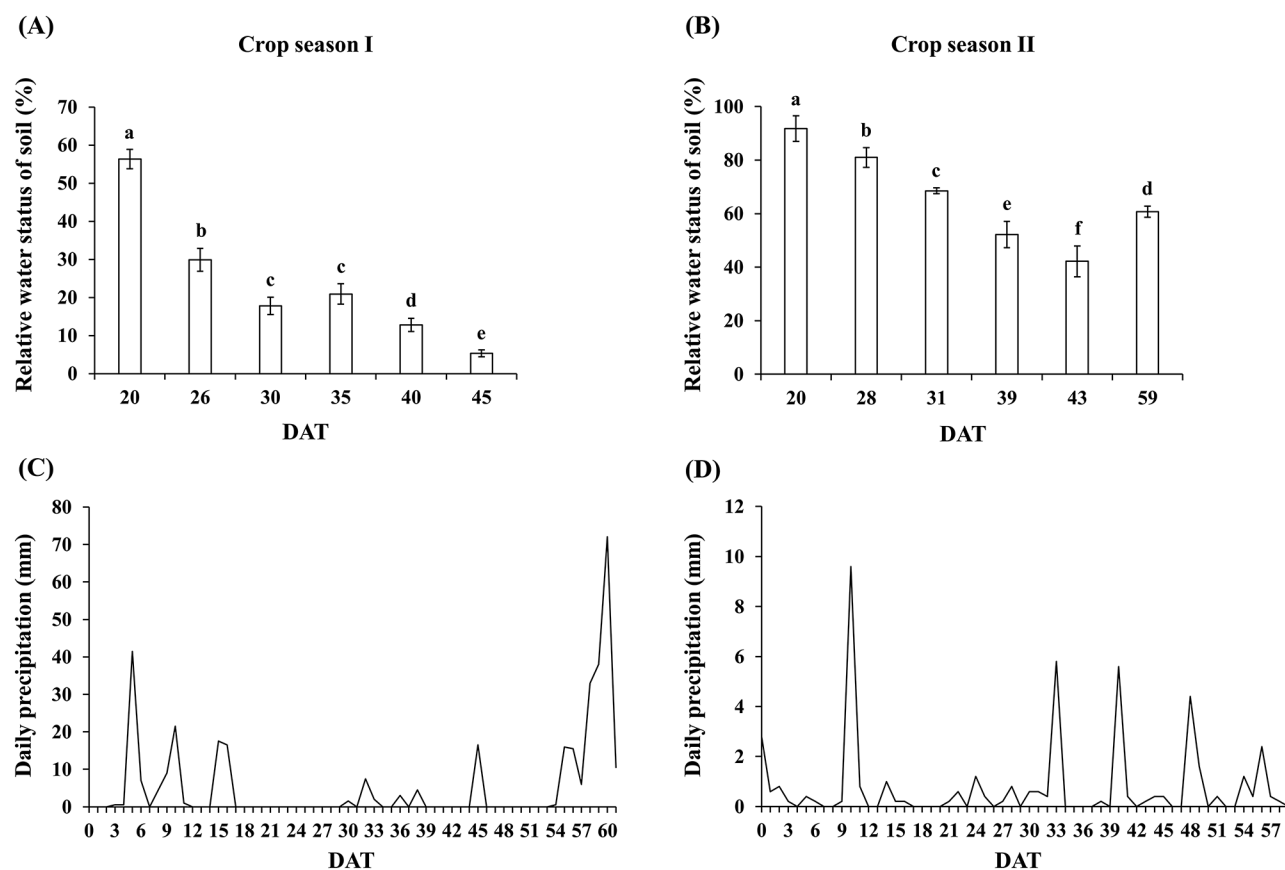 (A)
Crop season I
Relative water status of soil (%)
70
60
50
40
30
20
10
0
a
b
c
c
d
e
20 26 30 35 40 45
DAT
(B)
Crop season II
Relative water status of soil (%)
100
80
60
40
20
0
a
b
c
e
f
d
20 28 31 39 43 59
DAT
(C)
Daily precipitation (mm)
80
70
60
50
40
30
20
10
0
0 3 6 9 12 15 18 21 24 27 30 33 36 39 42 45 48 51 54 57 60
DAT
(D)
Daily precipitation (mm)
12
10
8
6
4
2
0
0 3 6 9 12 15 18 21 24 27 30 33 36 39 42 45 48 51 54 57
DAT